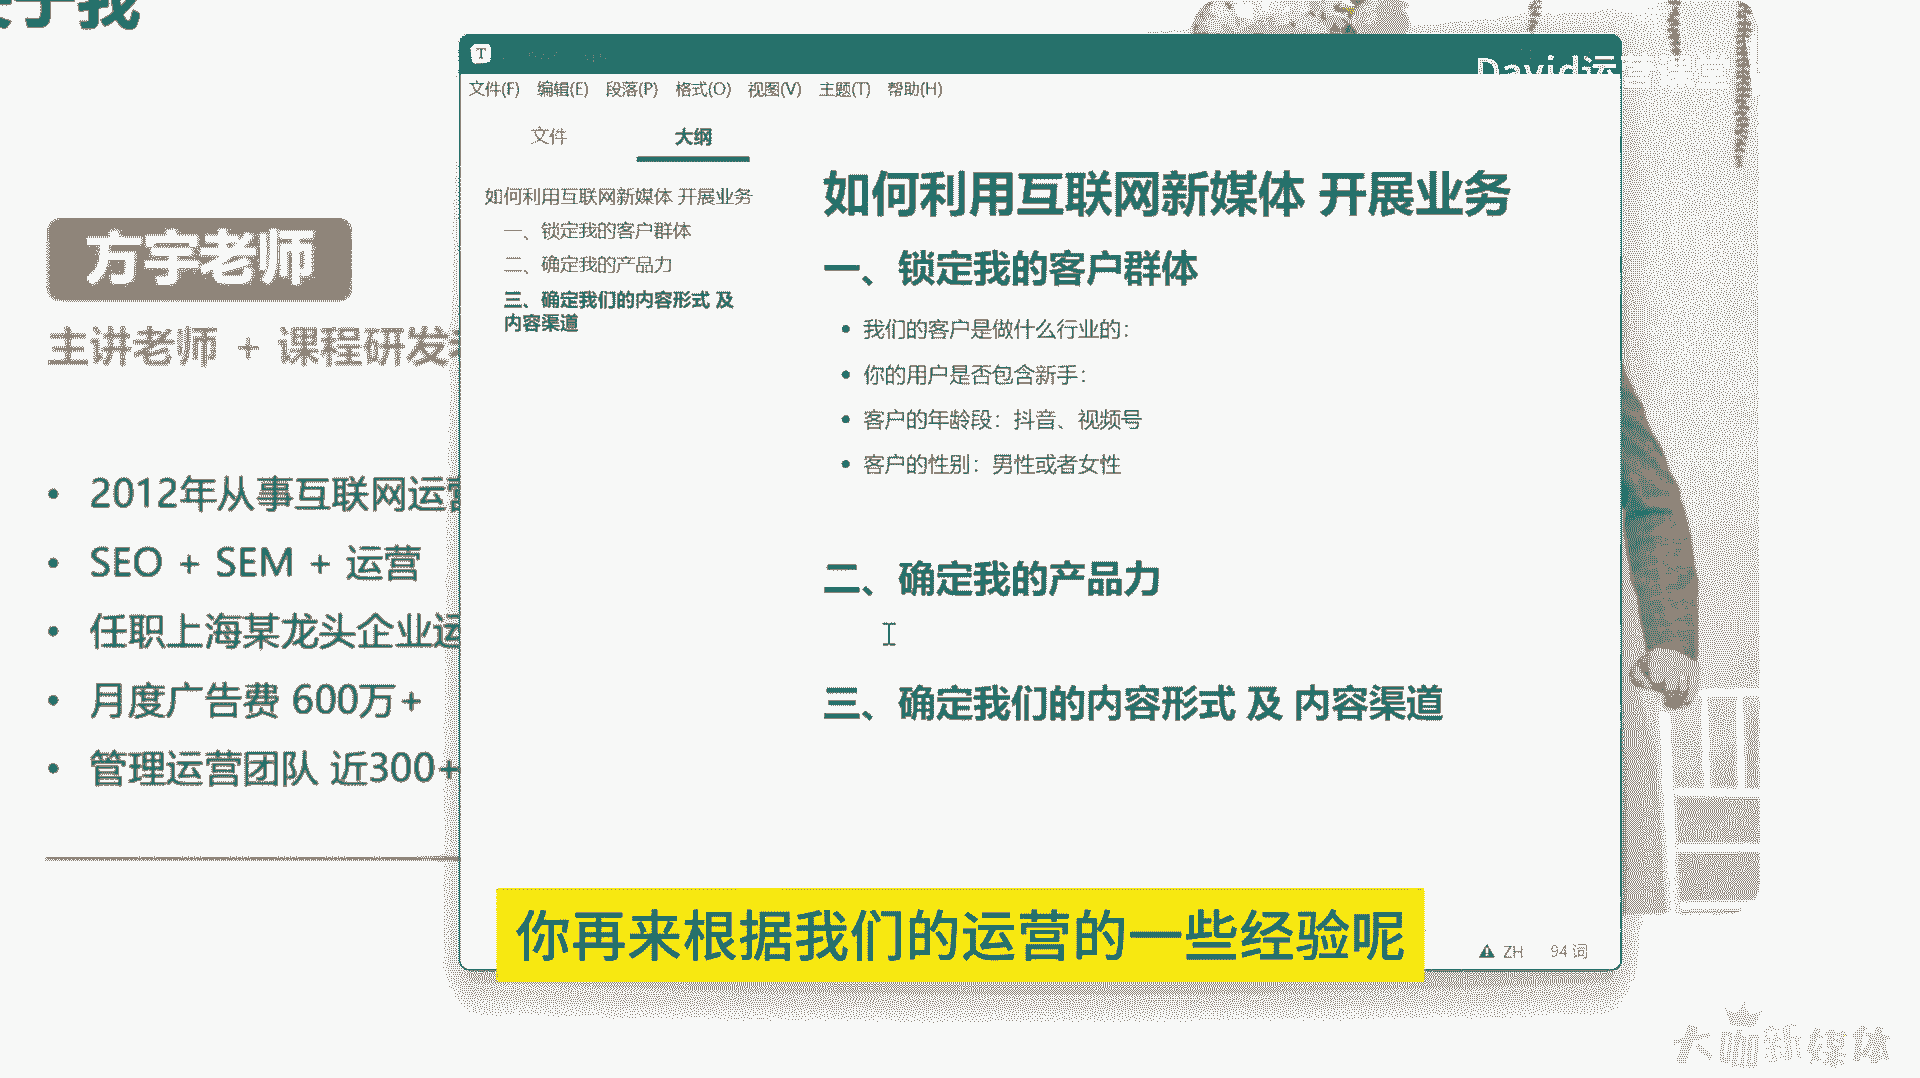 关于我
方宇老师
主讲老师 + 课程研发
2012年从事互联网运营
SEO + SEM + 运营
任职上海某龙头企业运
月度广告费 600万+
管理运营团队 近300+
T
David运营课堂
文件(F) 编辑(E) 段落(P) 格式(O) 视图(V) 主题(T) 帮助(H)
文件 大纲
如何利用互联网新媒体 开展业务
一、锁定我的客户群体
二、确定我的产品力
三、确定我们的内容形式 及
内容渠道
如何利用互联网新媒体 开展业务
一、锁定我的客户群体
我们的客户是做什么行业的：
你的用户是否包含新手：
客户的年龄段：抖音、视频号
客户的性别：男性或者女性
二、确定我的产品力
三、确定我们的内容形式 及 内容渠道
你再来根据我们的运营的一些经验呢
ZH 94 词
大咖新媒体